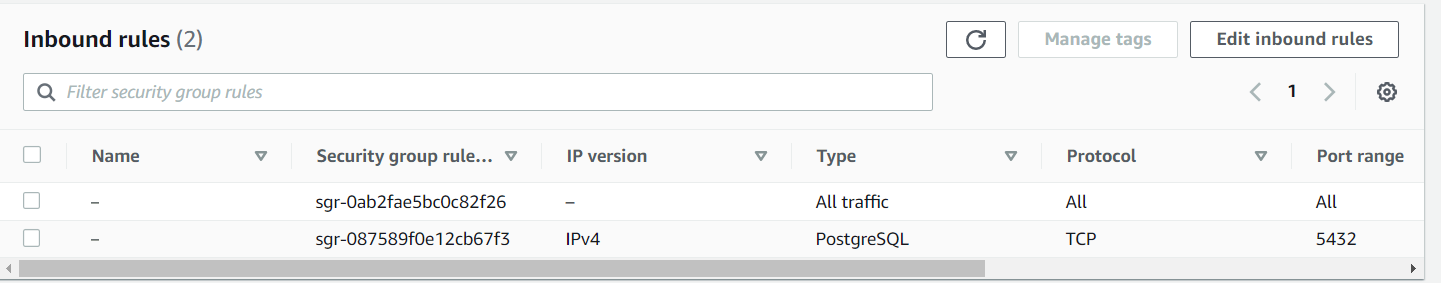 Inbound rules (2)
Manage tags
Edit inbound rules
Filter security group rules
1
Name Security group rule... IP version Type Protocol Port range
– sgr-0ab2fae5bc0c82f26 – All traffic All All
– sgr-087589f0e12cb67f3 IPv4 PostgreSQL TCP 5432